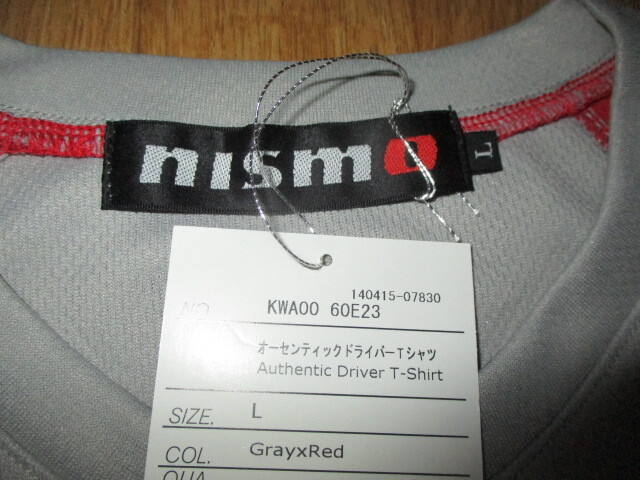 nismo
L
140415-07830
NO. KWA00 60E23
オーセンティックドライバーTシャツ
Authentic Driver T-Shirt
SIZE. L
COL. GrayxRed
QUA